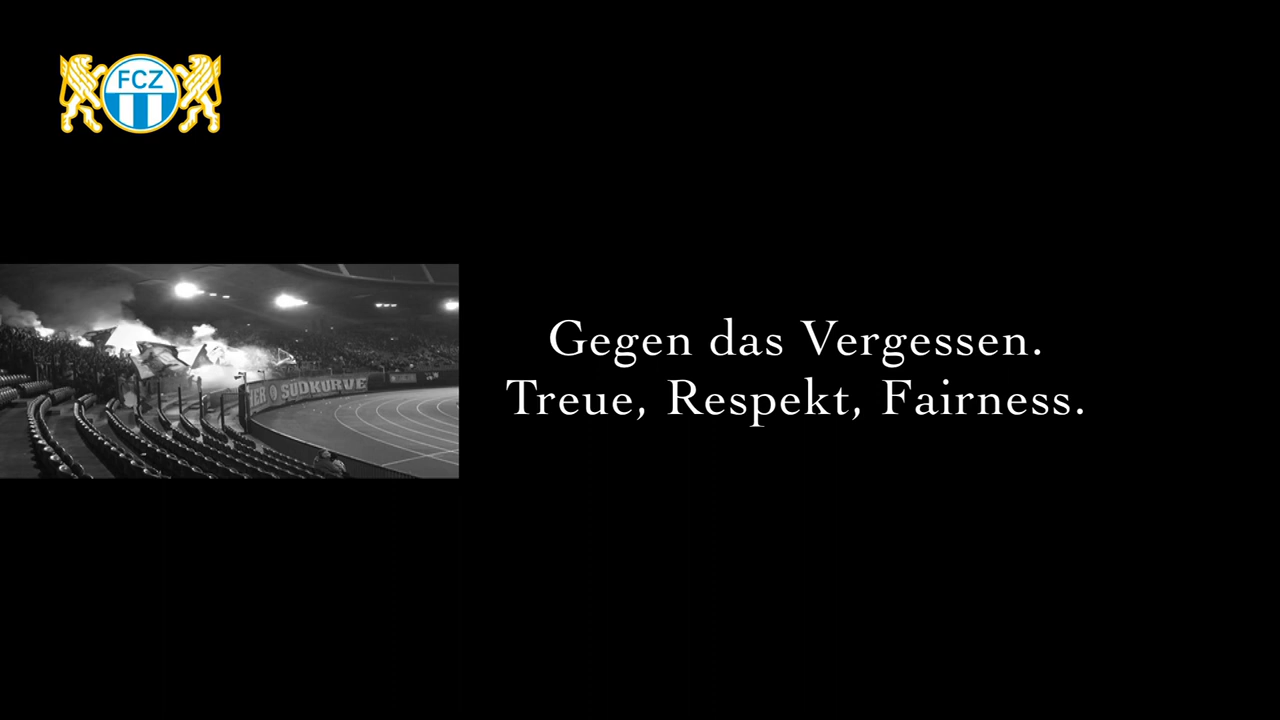 FCZ
Gegen das Vergessen.
Treue, Respekt, Fairness.
SÜDKURVE